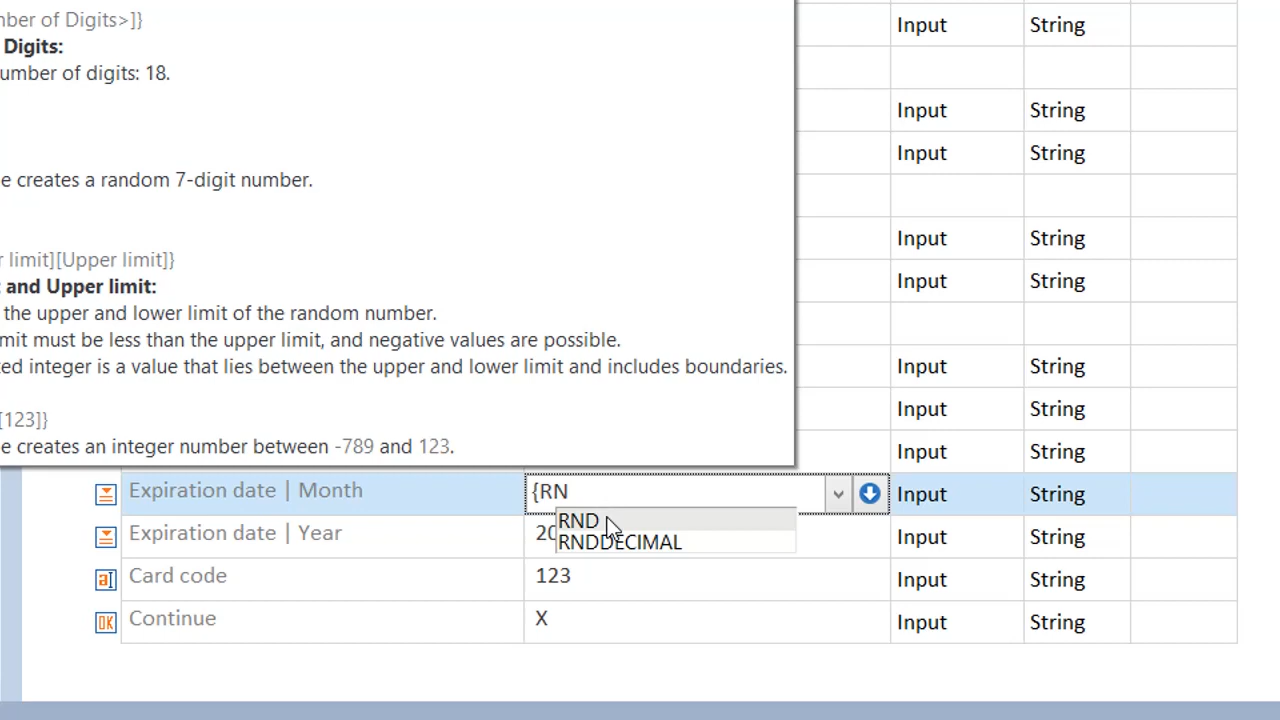 nber of Digits>]}
Digits:
umber of digits: 18.
e creates a random 7-digit number.
r limit][Upper limit]}
and Upper limit:
the upper and lower limit of the random number.
mit must be less than the upper limit, and negative values are possible.
ed integer is a value that lies between the upper and lower limit and includes boundaries.
[123]}
e creates an integer number between -789 and 123.
Input String
Input String
Input String
Input String
Input String
Input String
Input String
Input String
Expiration date | Month {RN Input String
RND
RNDDECIMAL
Expiration date | Year 20 Input String
Card code 123 Input String
Continue X Input String